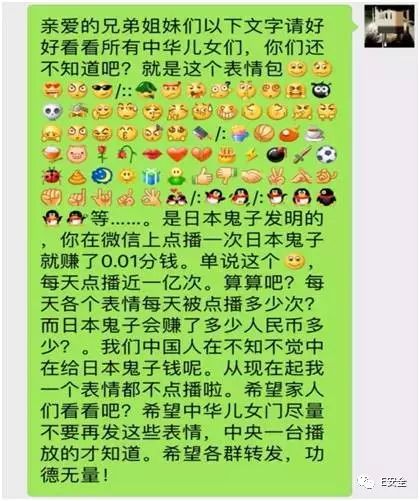 亲爱的兄弟姐妹们以下文字请好
好看看所有中华儿女们，你们还
不知道吧？就是这个表情包
/::
/:
/: /:
等……。是日本鬼子发明的
，你在微信上点播一次日本鬼子
就赚了0.01分钱。单说这个 ，
每天点播近一亿次。算算吧？每
天各个表情每天被点播多少次？
而日本鬼子会赚了多少人民币多
少？。我们中国人在不知不觉中
在给日本鬼子钱呢。从现在起我
一个表情都不点播啦。希望家人
们看看吧？希望中华儿女门尽量
不要再发这些表情，中央一台播
放的才知道。希望各群转发，功
德无量！
E安全